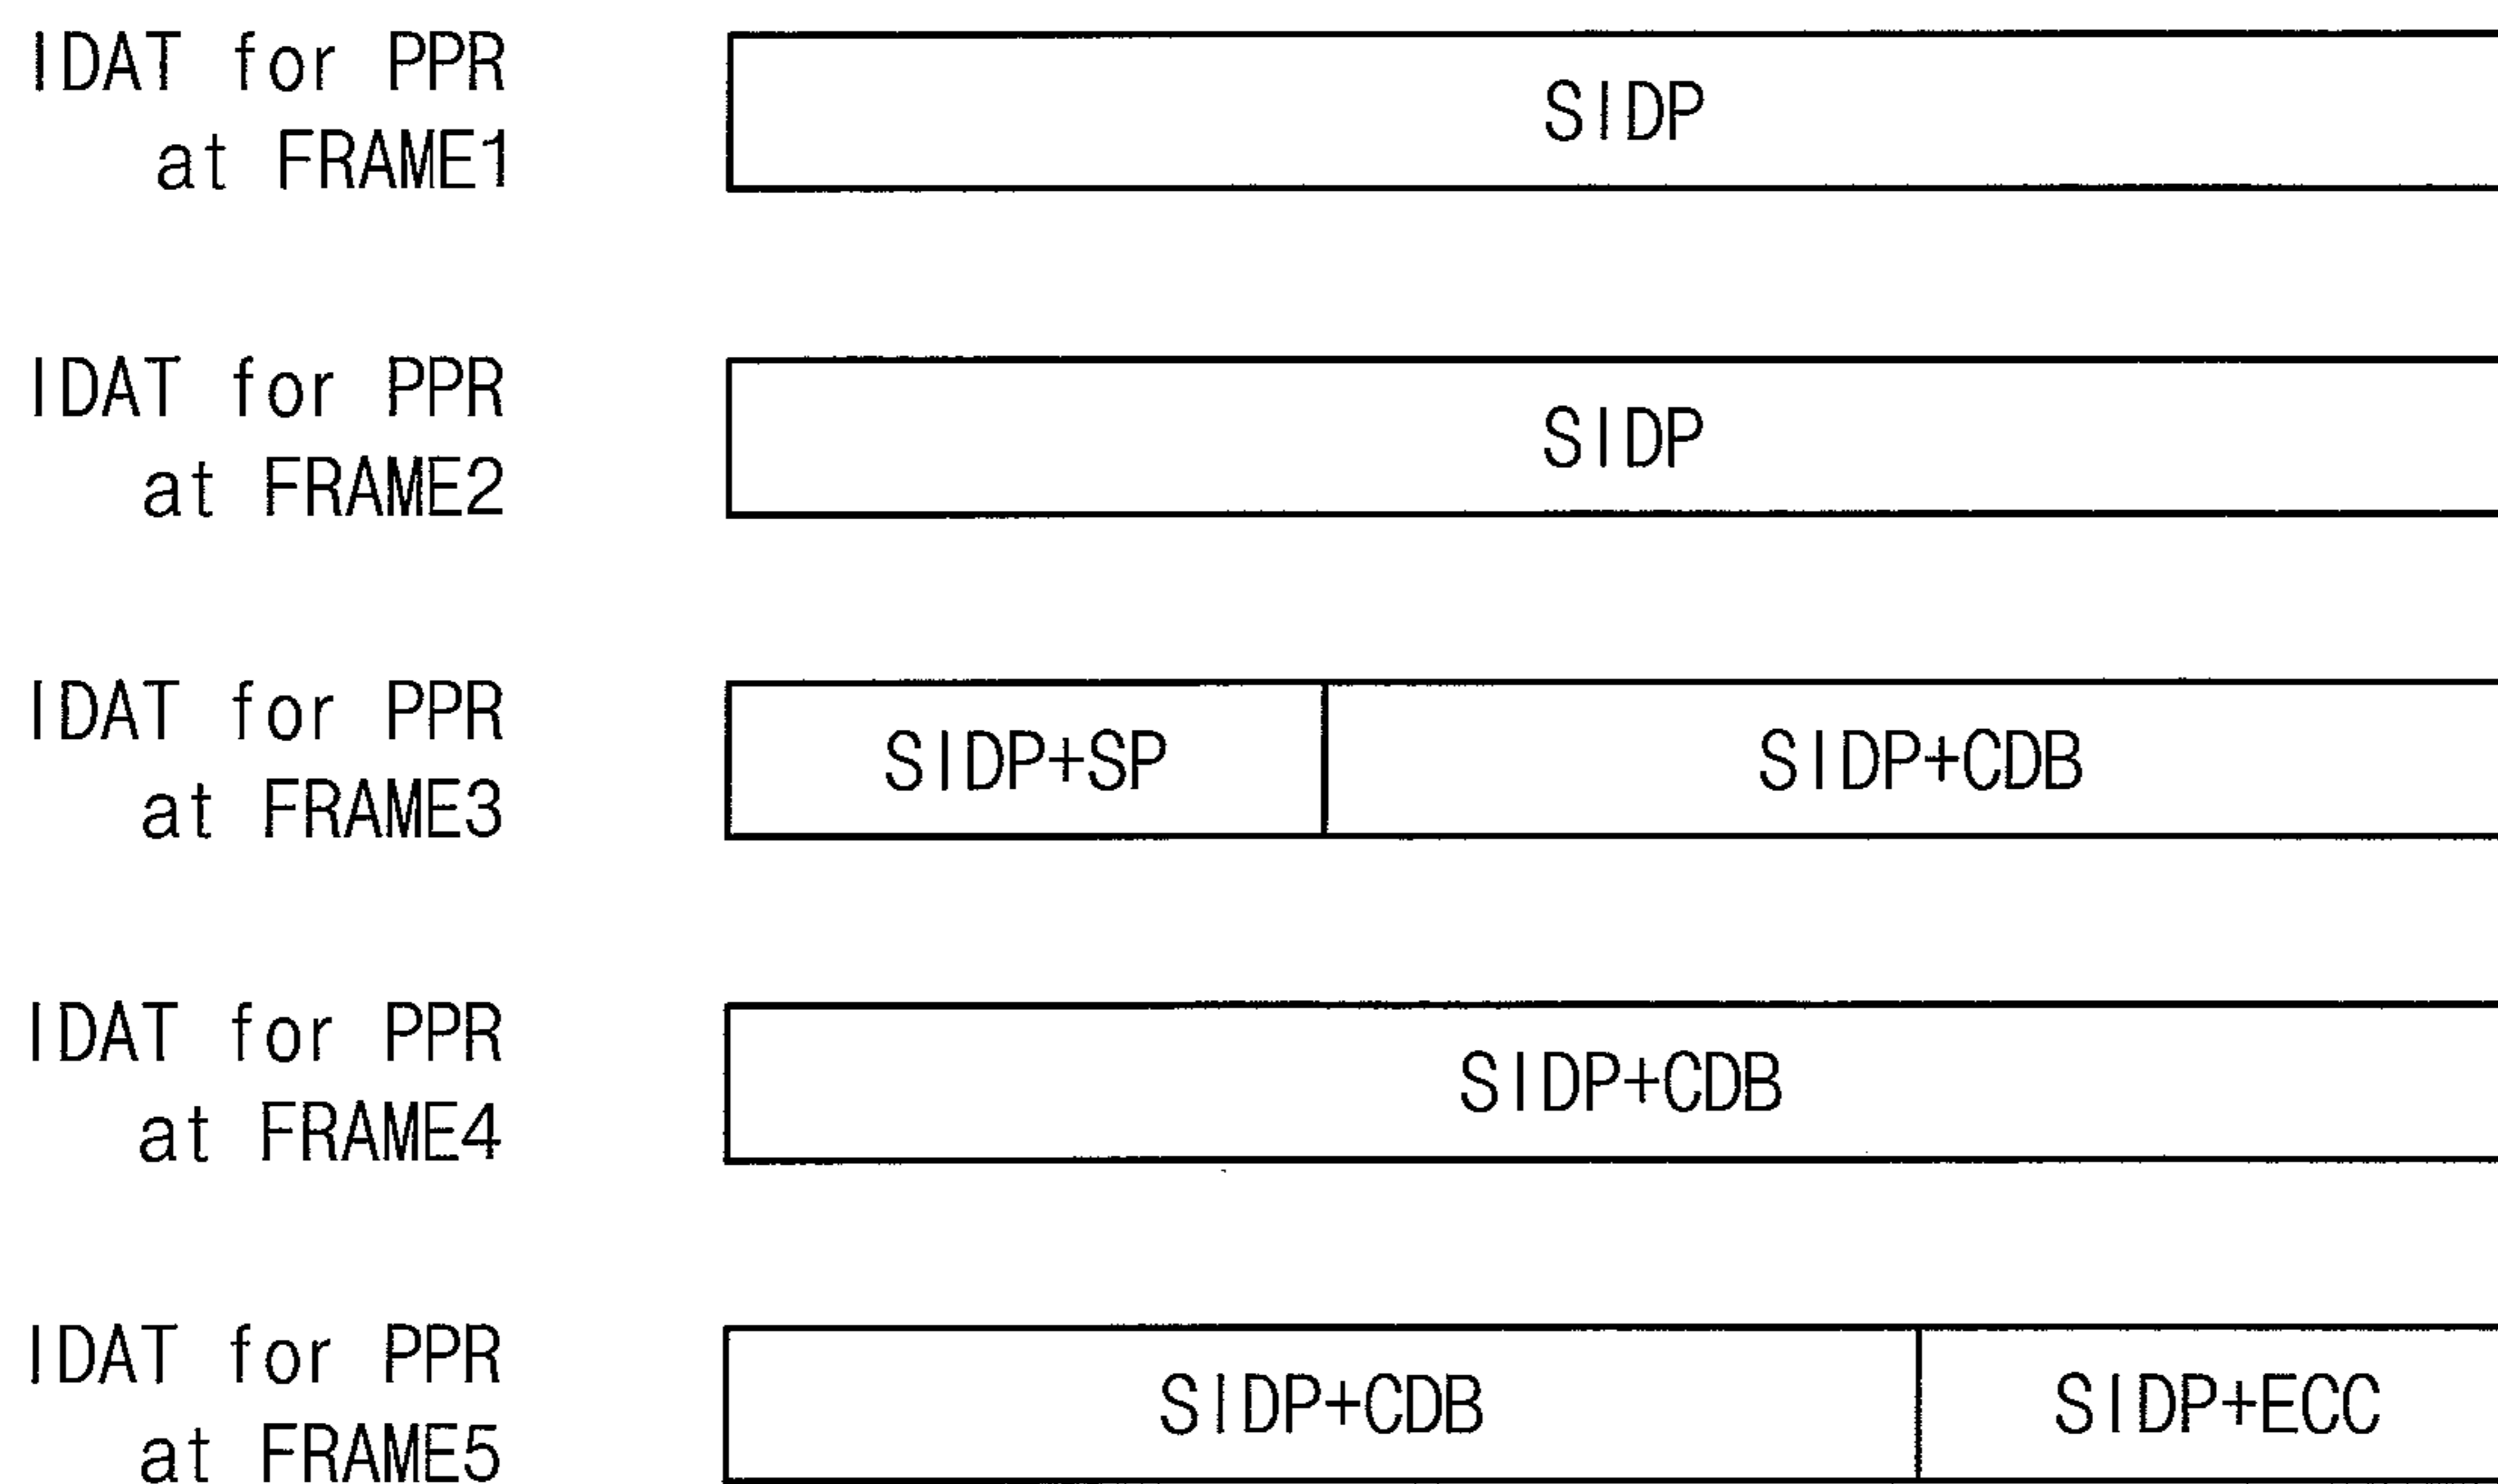 IDAT for PPR
at FRAME1
SIDP
IDAT for PPR
at FRAME2
SIDP
IDAT for PPR
at FRAME3
SIDP+SP
SIDP+CDB
IDAT for PPR
at FRAME4
SIDP+CDB
IDAT for PPR
at FRAME5
SIDP+CDB
SIDP+ECC